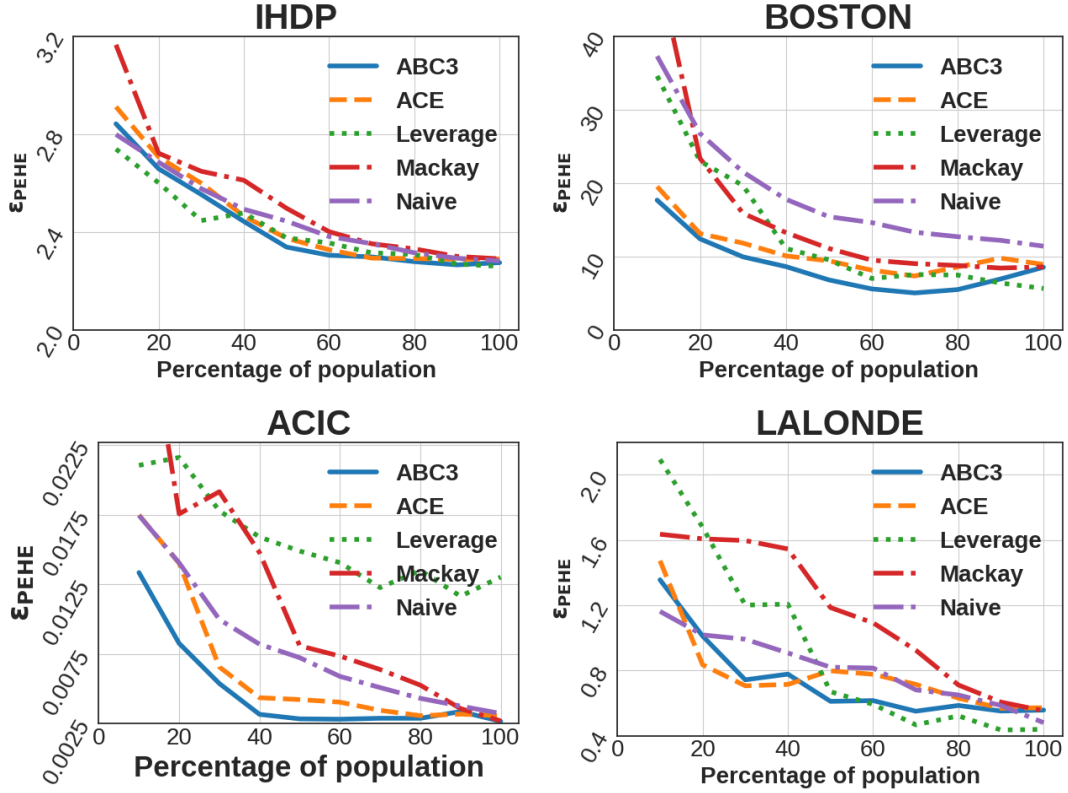 IHDP
3.2
2.8
2.4
2.0
εPEHE
0 20 40 60 80 100
Percentage of population
ABC3
ACE
Leverage
Mackay
Naive
BOSTON
40
30
20
10
0
εPEHE
0 20 40 60 80 100
Percentage of population
ABC3
ACE
Leverage
Mackay
Naive
ACIC
0.0225
0.0175
0.0125
0.0075
0.0025
εPEHE
0 20 40 60 80 100
Percentage of population
ABC3
ACE
Leverage
Mackay
Naive
LALONDE
2.0
1.6
1.2
0.8
0.4
εPEHE
0 20 40 60 80 100
Percentage of population
ABC3
ACE
Leverage
Mackay
Naive